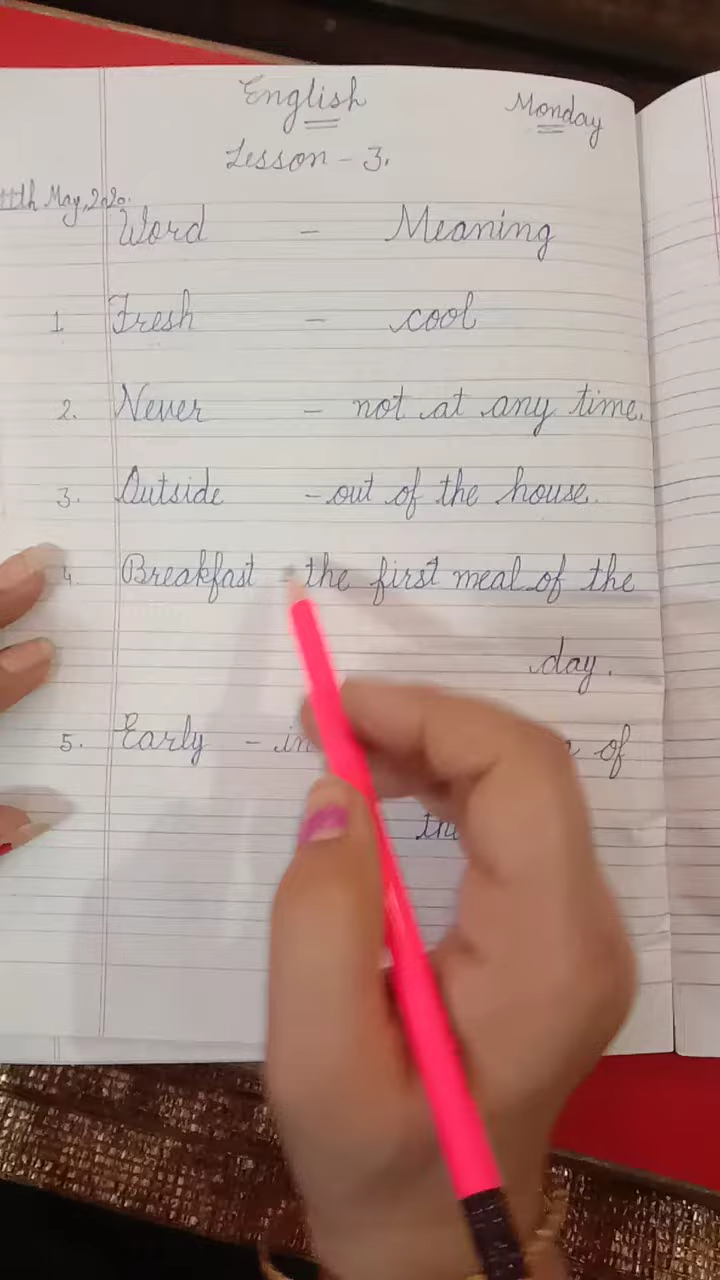 English
Monday
Lesson - 3.
11th May, 2020.
Word - Meaning
1. Fresh - cool
2. Never - not at any time.
3. Outside - out of the house.
4. Breakfast - the first meal of the
day.
5. Early - in of